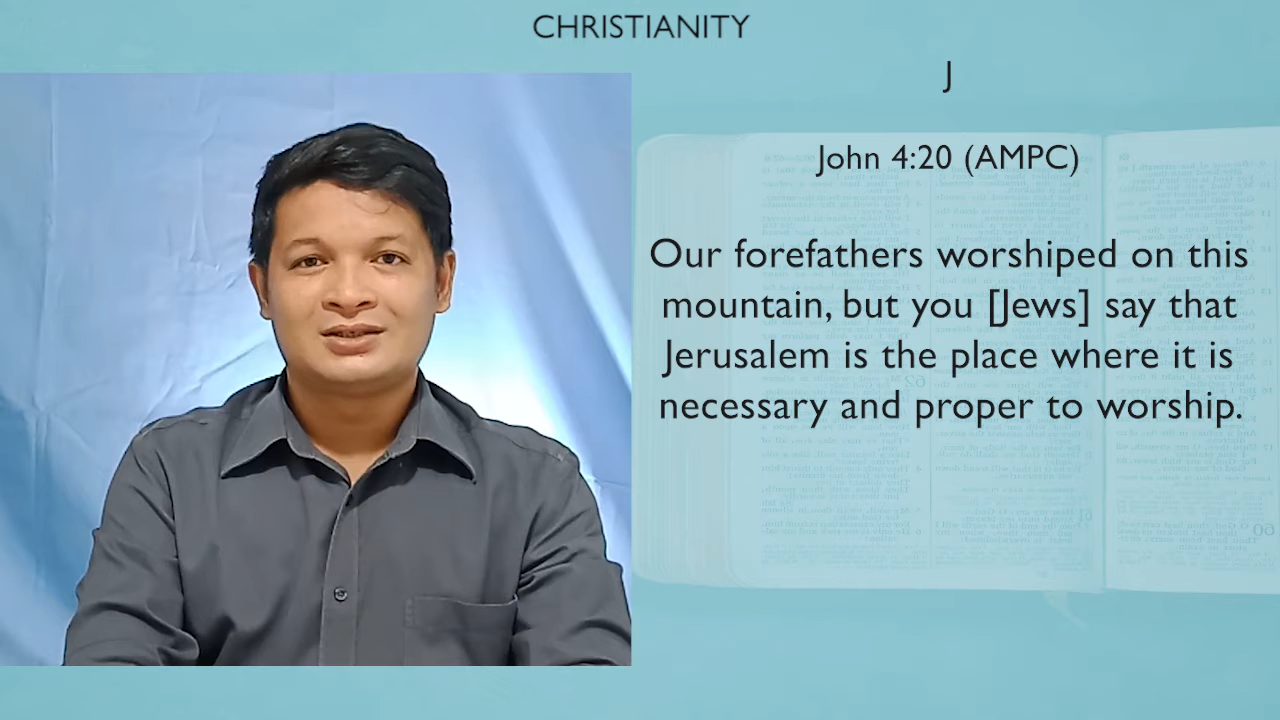 CHRISTIANITY
J
John 4:20 (AMPC)
Our forefathers worshiped on this
mountain, but you [Jews] say that
Jerusalem is the place where it is
necessary and proper to worship.